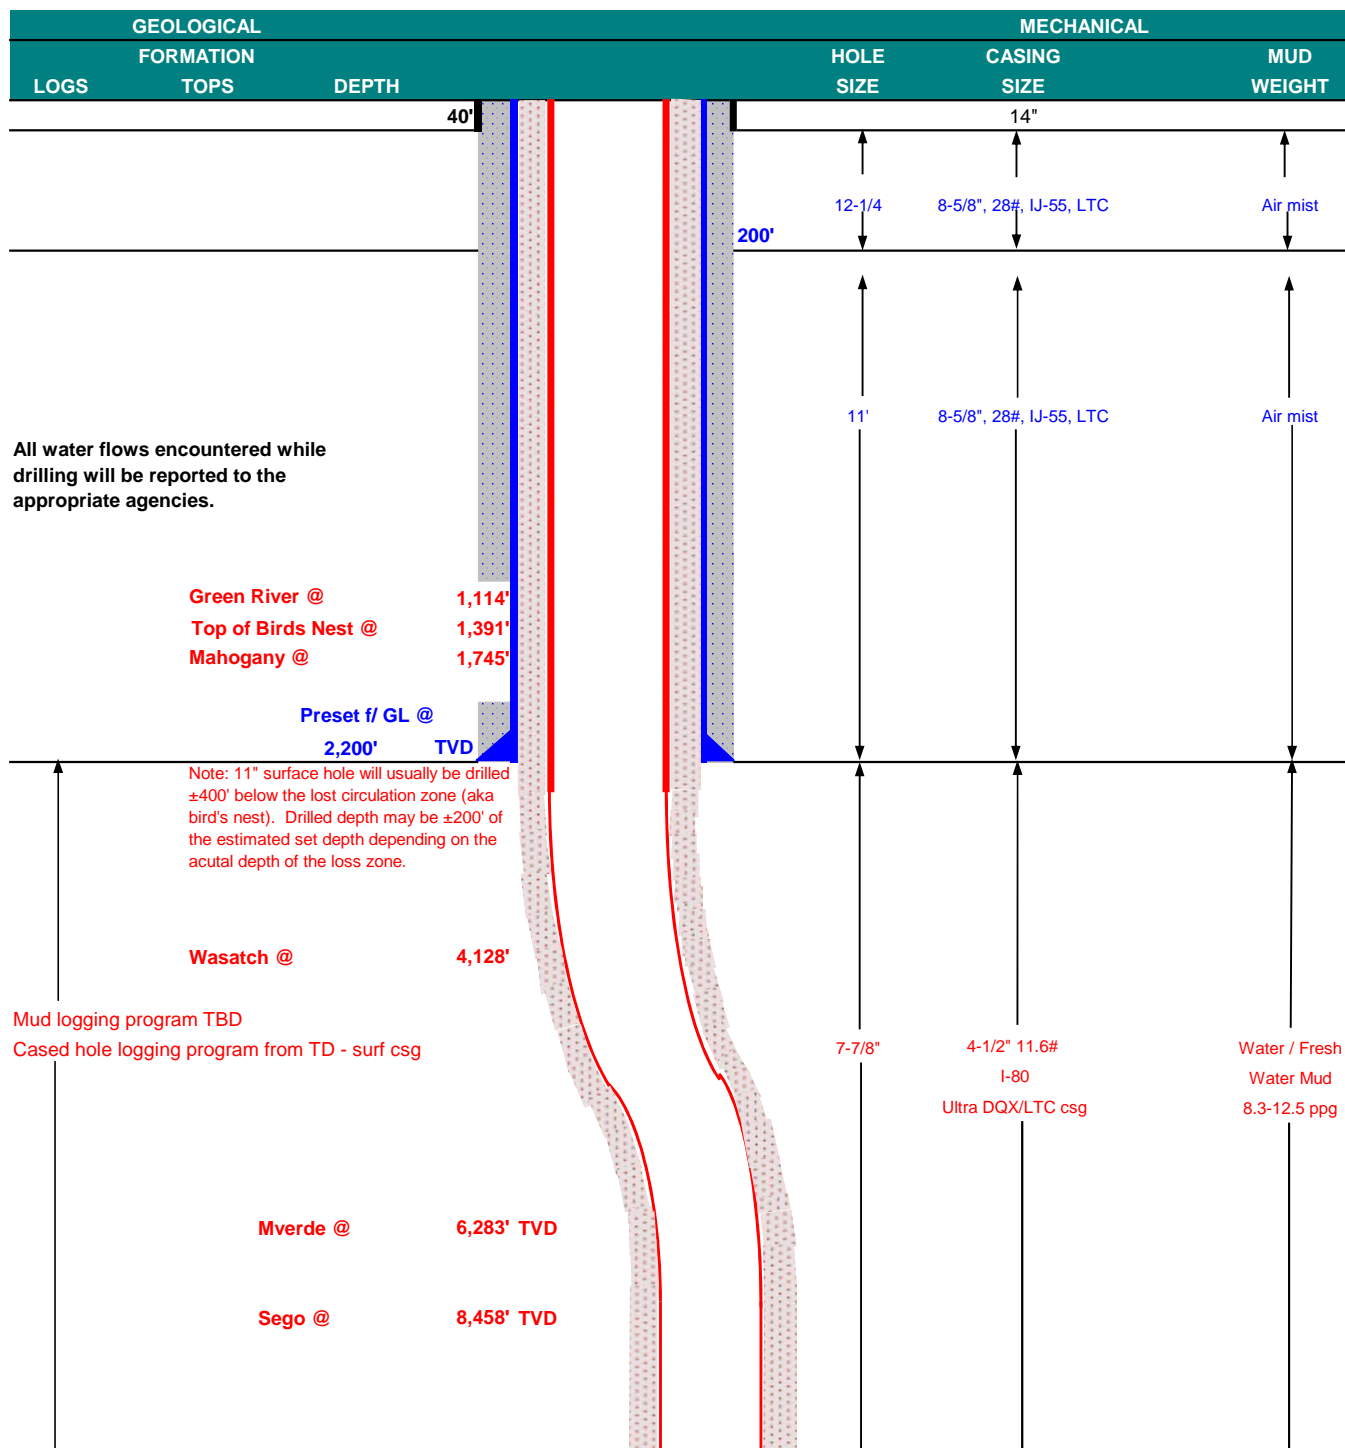 GEOLOGICAL MECHANICAL
FORMATION HOLE CASING MUD
LOGS TOPS DEPTH SIZE SIZE WEIGHT
40' 14"
12-1/4 8-5/8", 28#, IJ-55, LTC Air mist
200'
11' 8-5/8", 28#, IJ-55, LTC Air mist
All water flows encountered while
drilling will be reported to the
appropriate agencies.
Green River @ 1,114'
Top of Birds Nest @ 1,391'
Mahogany @ 1,745'
Preset f/ GL @
2,200' TVD
Note: 11" surface hole will usually be drilled
±400' below the lost circulation zone (aka
bird's nest). Drilled depth may be ±200' of
the estimated set depth depending on the
acutal depth of the loss zone.
Wasatch @ 4,128'
Mud logging program TBD
Cased hole logging program from TD - surf csg
7-7/8" 4-1/2" 11.6# Water / Fresh
I-80 Water Mud
Ultra DQX/LTC csg 8.3-12.5 ppg
Mverde @ 6,283' TVD
Sego @ 8,458' TVD